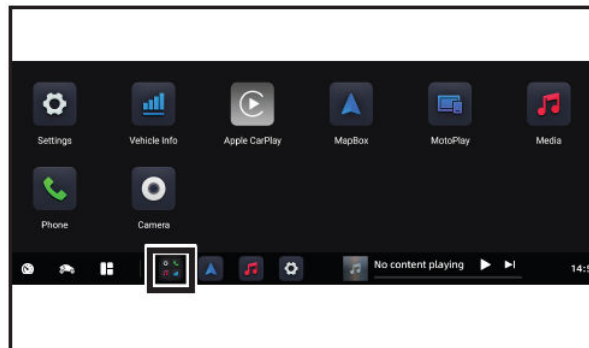 Settings
Vehicle Info
Apple CarPlay
MapBox
MotoPlay
Media
Phone
Camera
No content playing